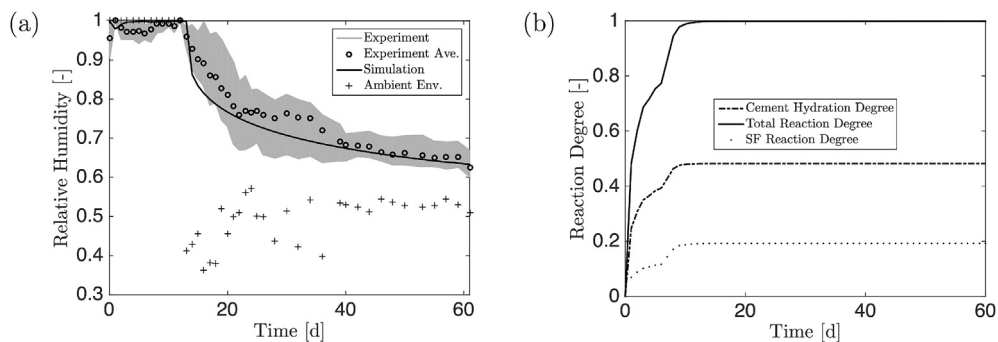 (a)
Relative Humidity [-]
1
0.9
0.8
0.7
0.6
0.5
0.4
0.3
Experiment
Experiment Ave.
Simulation
Ambient Env.
0
20
40
60
Time [d]
(b)
Reaction Degree [-]
1
0.8
0.6
0.4
0.2
0
Cement Hydration Degree
Total Reaction Degree
SF Reaction Degree
0
20
40
60
Time [d]